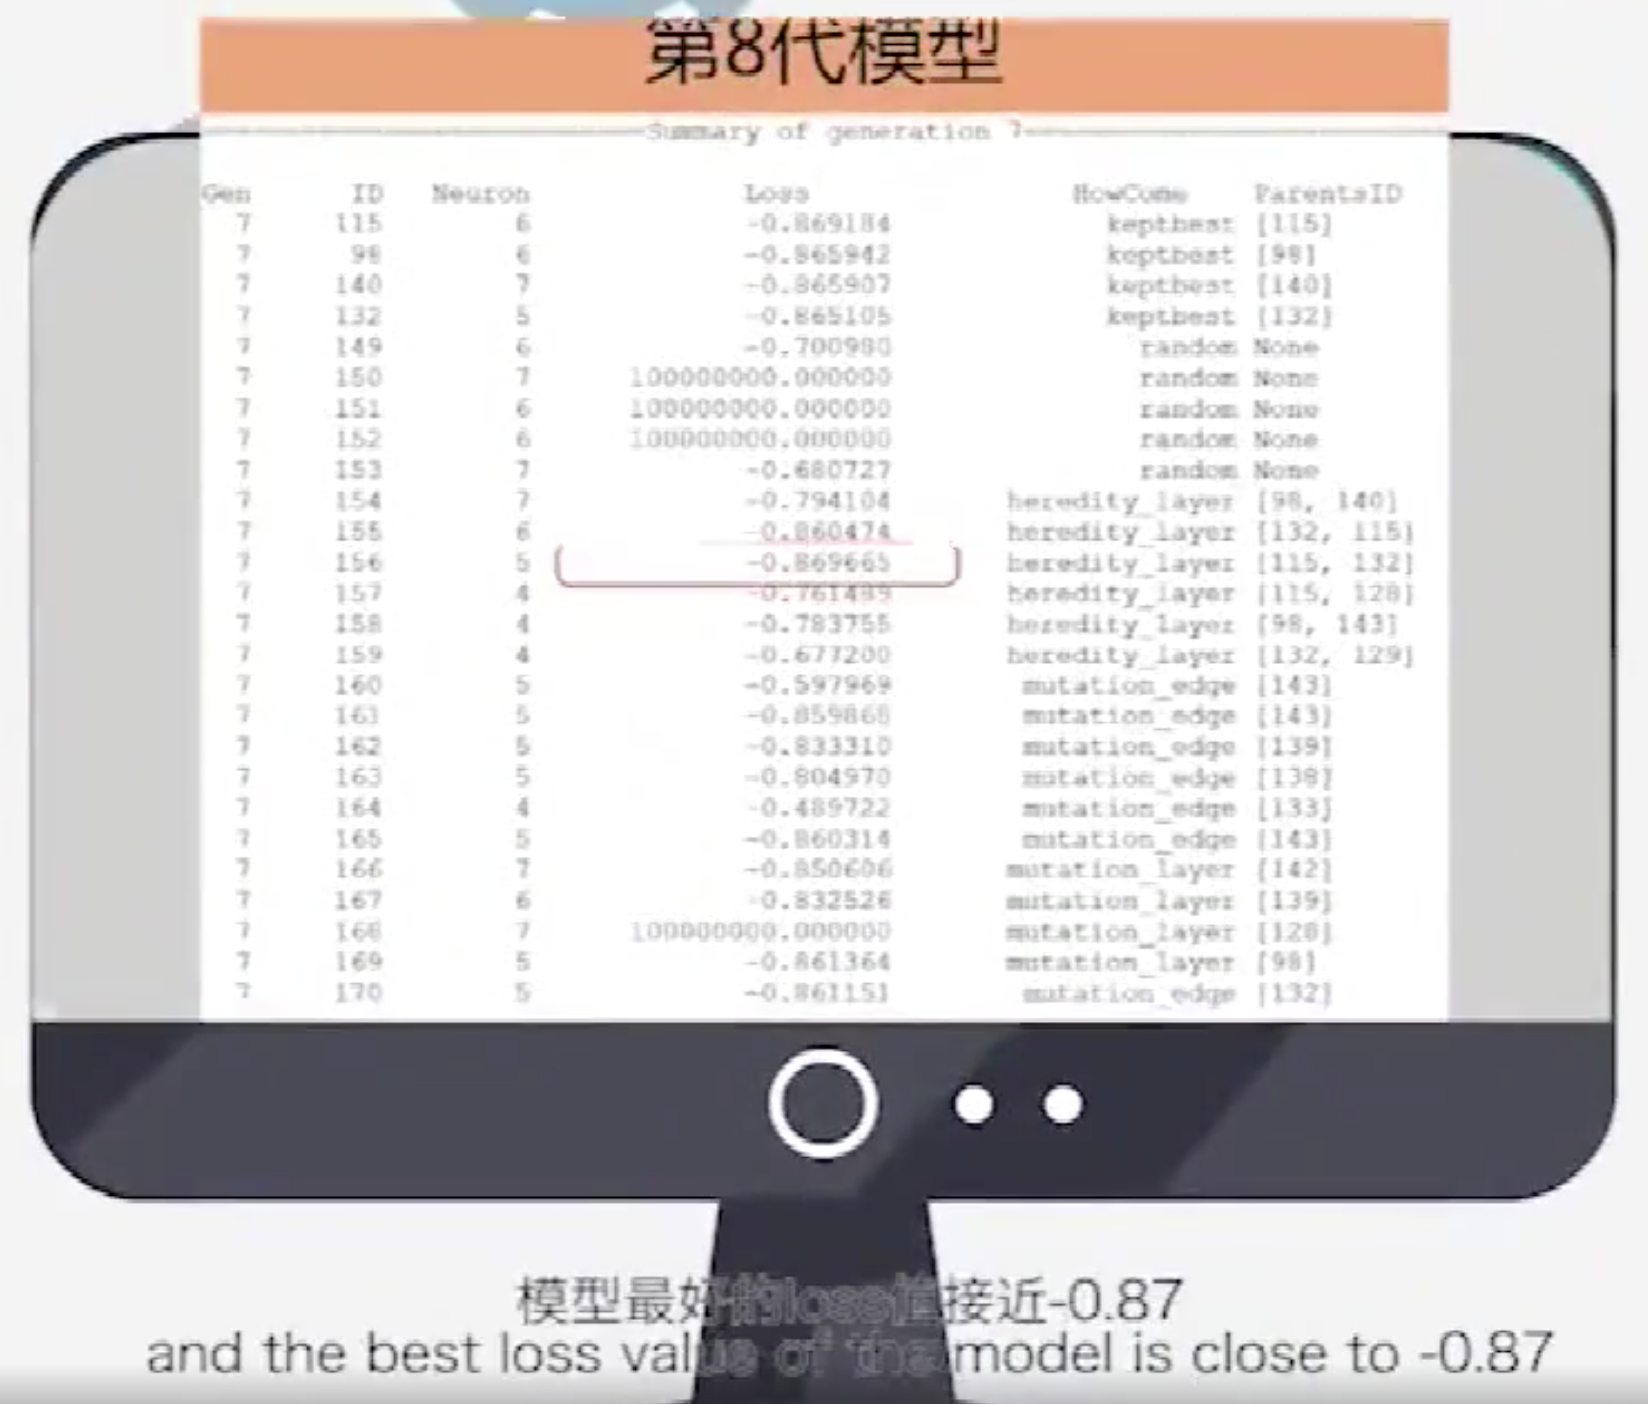 第8代模型
Summary of generation 7
Gen ID Neuron Loss HowCome ParentsID
7 115 6 -0.869184 keptbest [115]
7 98 6 -0.865942 keptbest [98]
7 140 7 -0.865907 keptbest [140]
7 132 5 -0.865105 keptbest [132]
7 149 6 -0.700980 random None
7 150 7 100000000.000000 random None
7 151 6 100000000.000000 random None
7 152 6 100000000.000000 random None
7 153 7 -0.680727 random None
7 154 7 -0.794104 heredity_layer [98, 140]
7 155 6 -0.860474 heredity_layer [132, 115]
7 156 5 -0.869665 heredity_layer [115, 132]
7 157 4 -0.761489 heredity_layer [115, 128]
7 158 4 -0.783755 heredity_layer [98, 143]
7 159 4 -0.677200 heredity_layer [132, 129]
7 160 5 -0.597969 mutation_edge [143]
7 161 5 -0.859868 mutation_edge [143]
7 162 5 -0.833310 mutation_edge [139]
7 163 5 -0.804970 mutation_edge [138]
7 164 4 -0.489722 mutation_edge [133]
7 165 5 -0.860314 mutation_edge [143]
7 166 7 -0.850606 mutation_layer [142]
7 167 6 -0.832526 mutation_layer [139]
7 168 7 100000000.000000 mutation_layer [128]
7 169 5 -0.861364 mutation_layer [98]
7 170 5 -0.861151 mutation_edge [132]
模型最好的loss值接近-0.87
and the best loss value of the model is close to -0.87